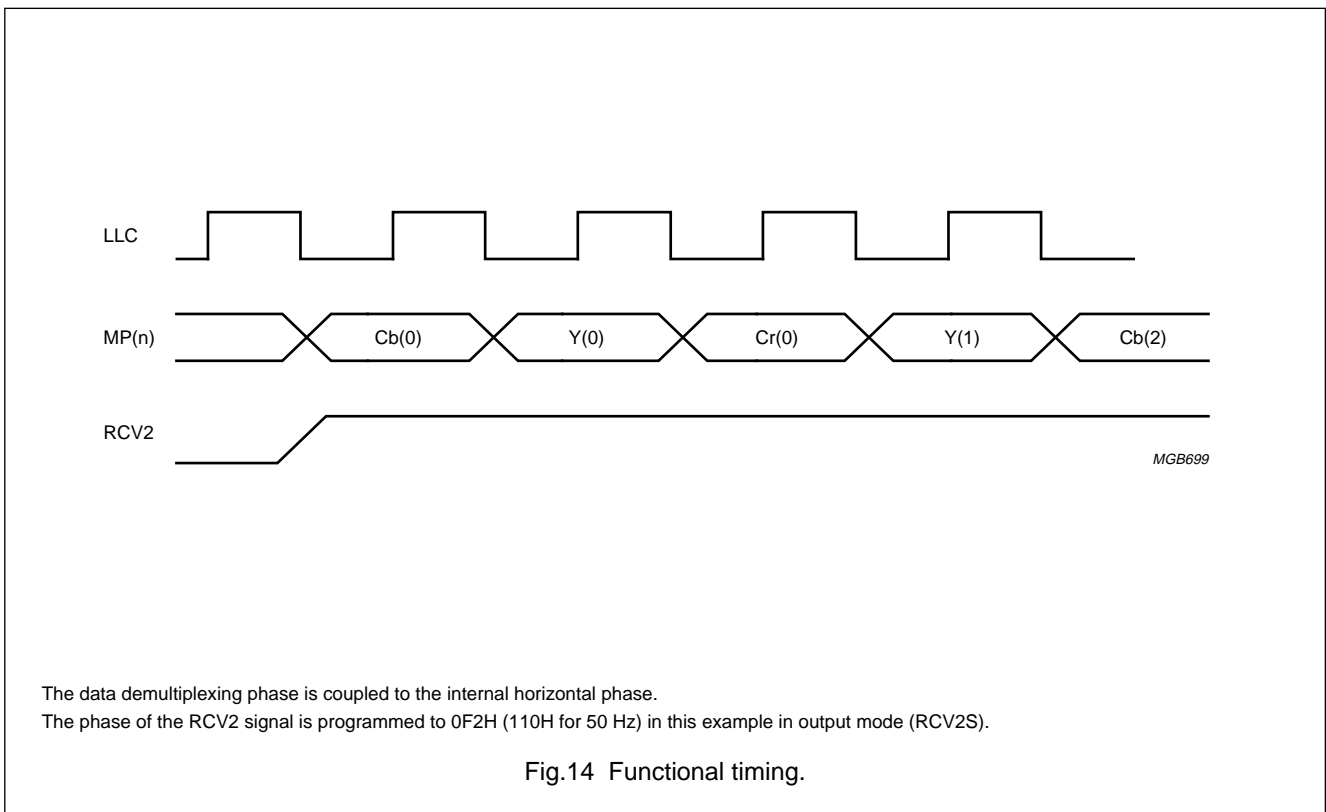 LLC
MP(n) Cb(0) Y(0) Cr(0) Y(1) Cb(2)
RCV2
MGB699
The data demultiplexing phase is coupled to the internal horizontal phase.
The phase of the RCV2 signal is programmed to 0F2H (110H for 50 Hz) in this example in output mode (RCV2S).
Fig.14 Functional timing.